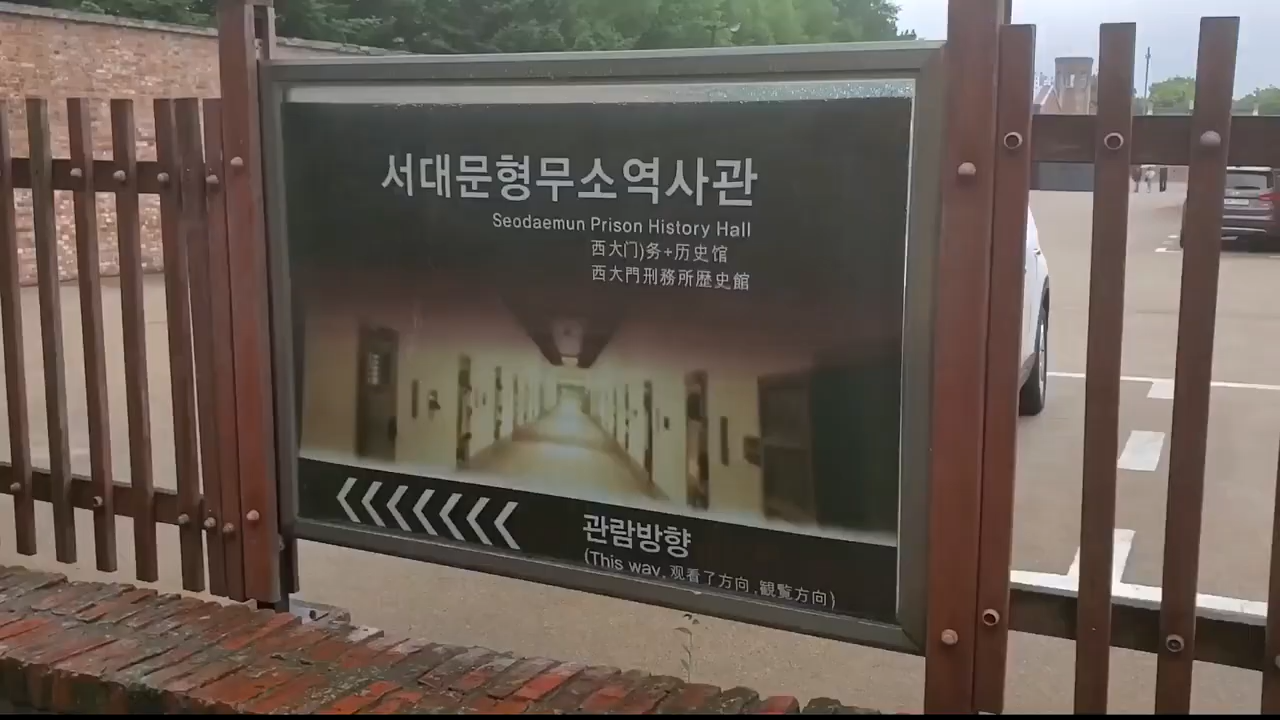 서대문형무소역사관
Seodaemun Prison History Hall
西大门)务+历史馆
西大門刑務所歴史館
관람방향
(This way, 观看了方向, 観覧方向)